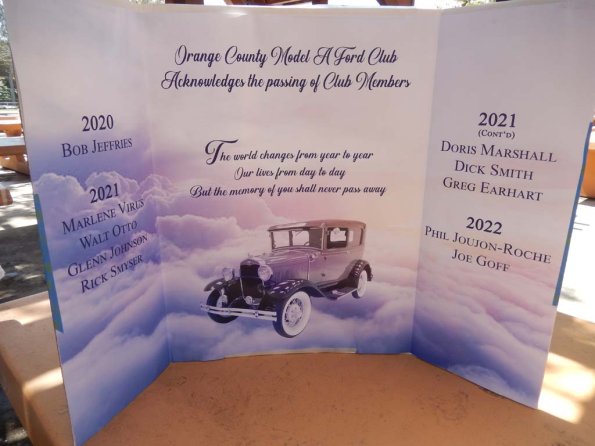 Orange County Model A Ford Club
Acknowledges the passing of Club Members
2020
Bob Jeffries
2021
Marlene Virus
Walt Otto
Glenn Johnson
Rick Smyser
The world changes from year to year
Our lives from day to day
But the memory of you shall never pass away
2021
(Cont'd)
Doris Marshall
Dick Smith
Greg Earhart
2022
Phil Joujon-Roche
Joe Goff